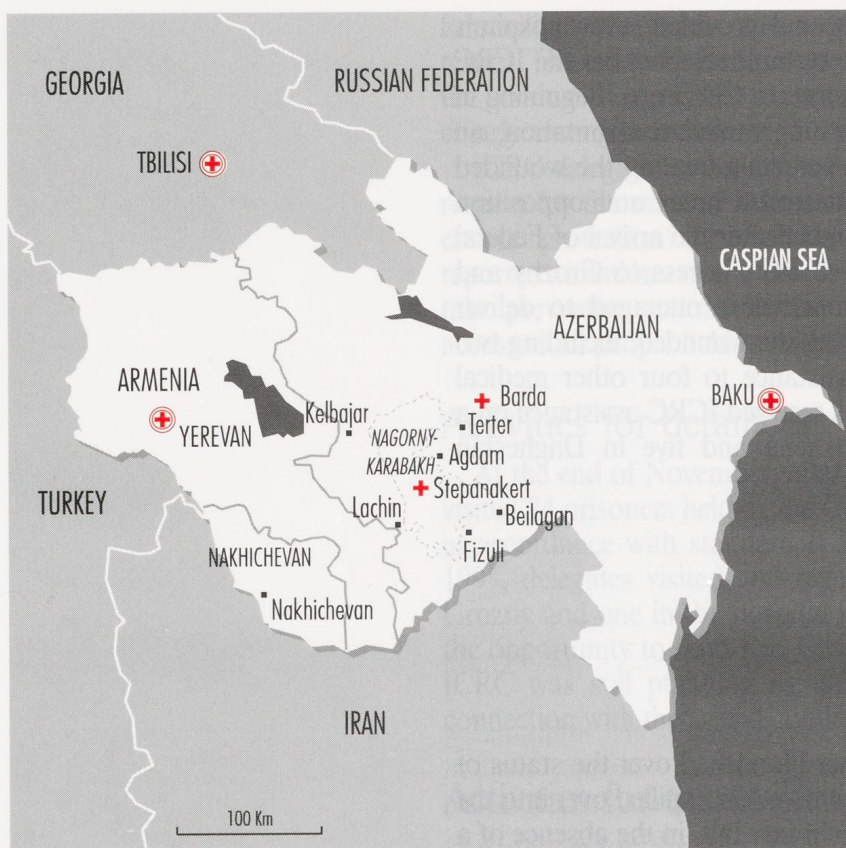 GEORGIA
RUSSIAN FEDERATION
TBILISI
CASPIAN SEA
AZERBAIJAN
ARMENIA
YEREVAN
Kelbajar
Barda
BAKU
Terter
NAGORNY-
KARABAKH
Agdam
Stepanakert
TURKEY
Lachin
Beilagan
Fizuli
NAKHICHEVAN
Nakhichevan
IRAN
100 Km